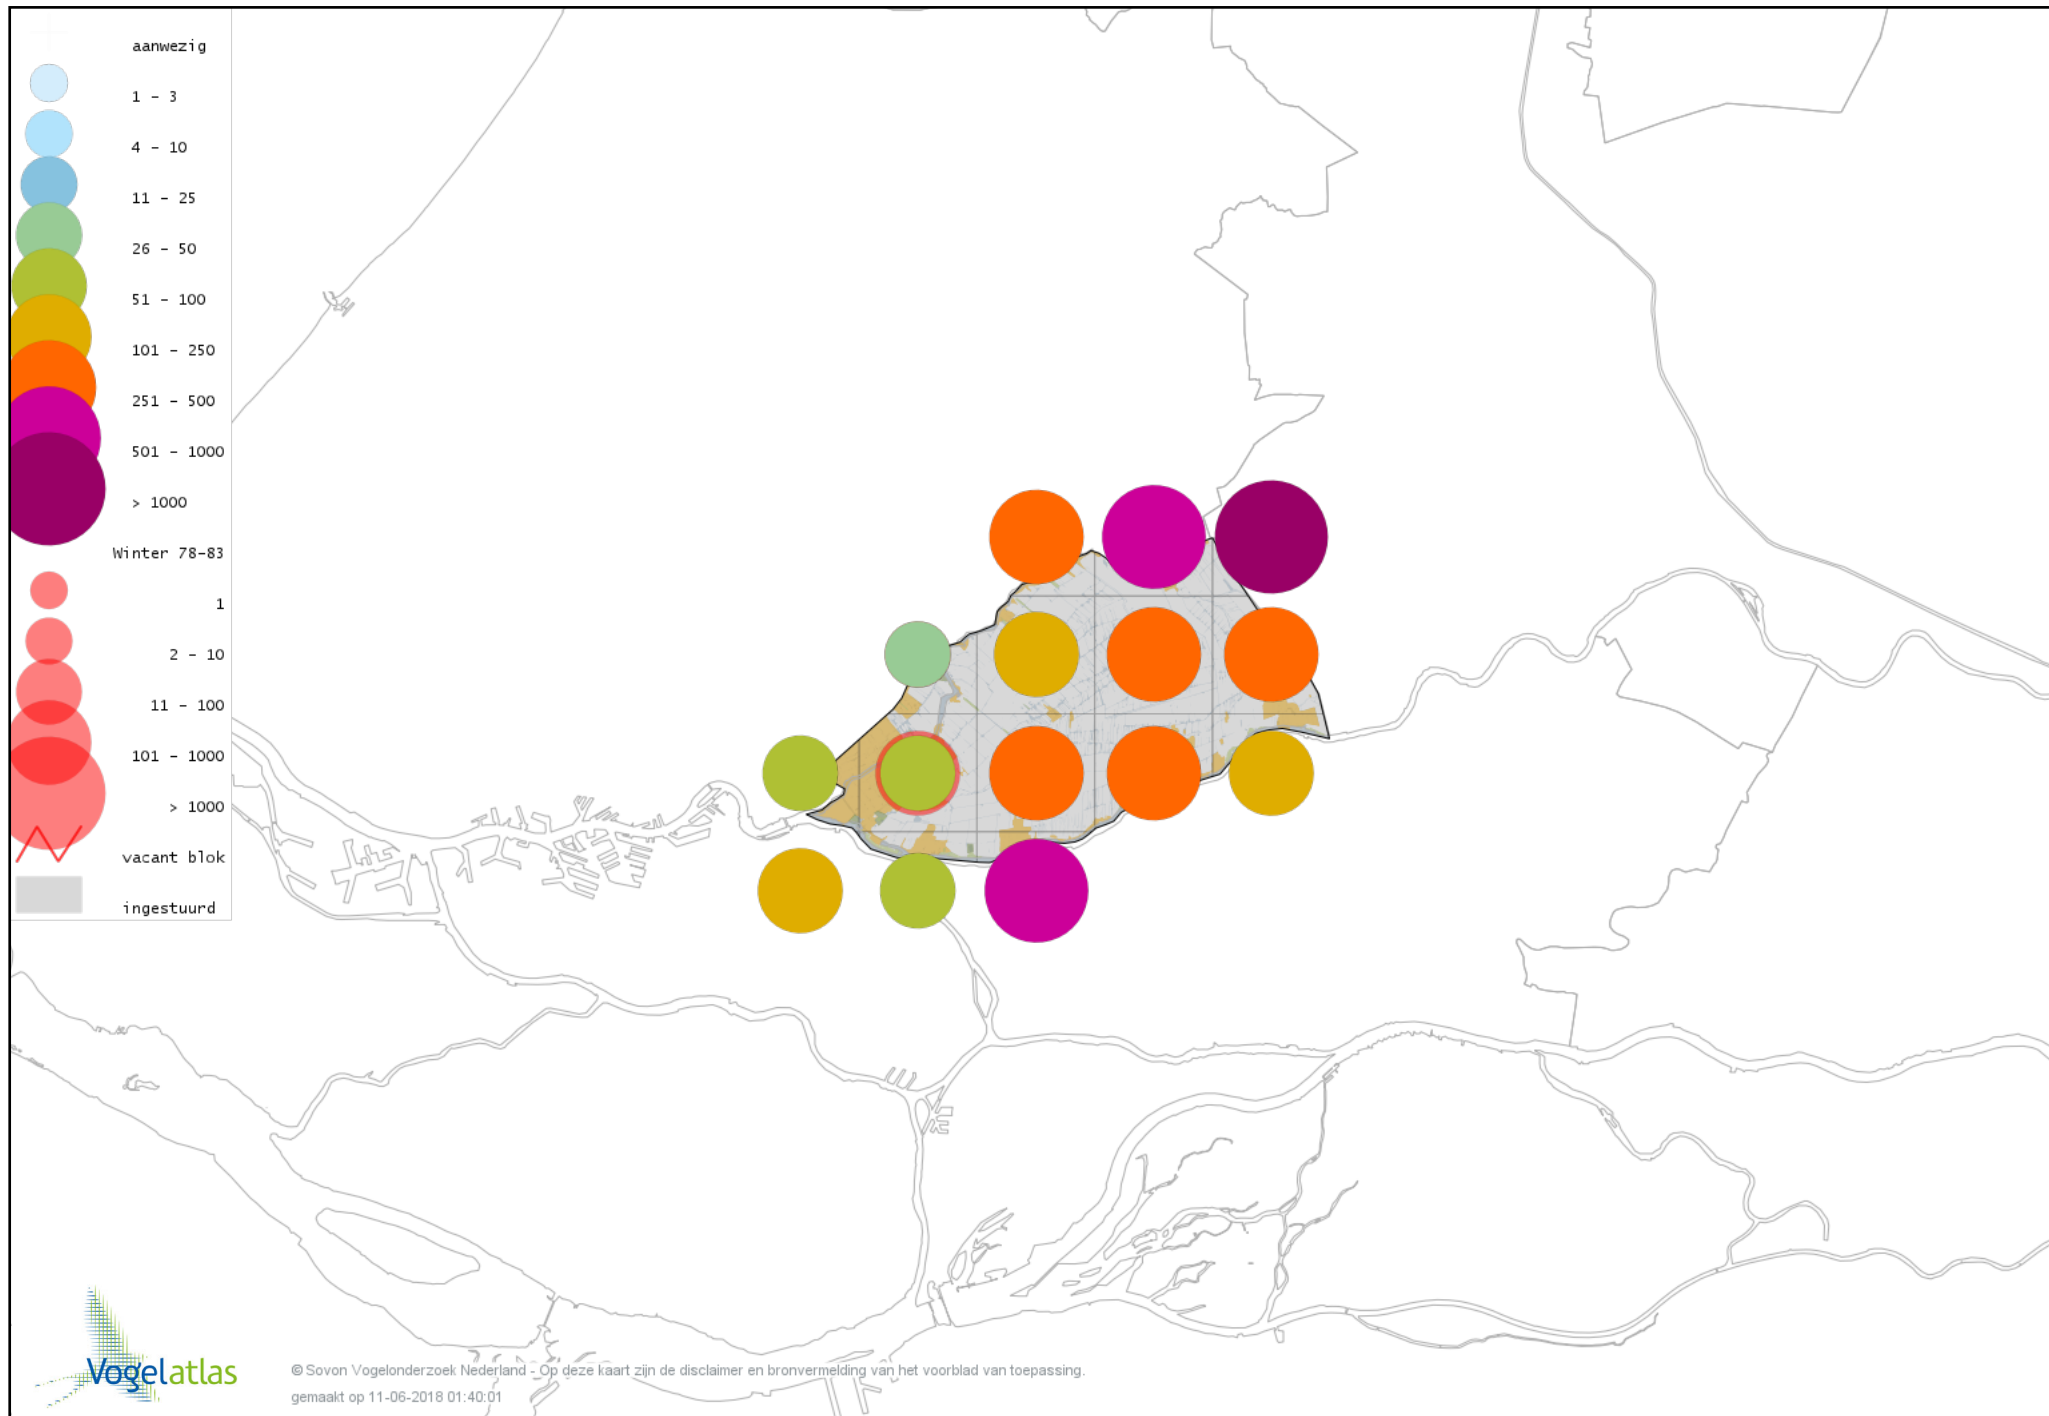 aanwezig
1 - 3
4 - 10
11 - 25
26 - 50
51 - 100
101 - 250
251 - 500
501 - 1000
> 1000
Winter 78-83
1
2 - 10
11 - 100
101 - 1000
> 1000
vacant blok
ingestuurd
Vogelatlas
© Sovon Vogelonderzoek Nederland - Op deze kaart zijn de disclaimer en bronvermelding van het voorblad van toepassing.
gemaakt op 11-06-2018 01:40:01